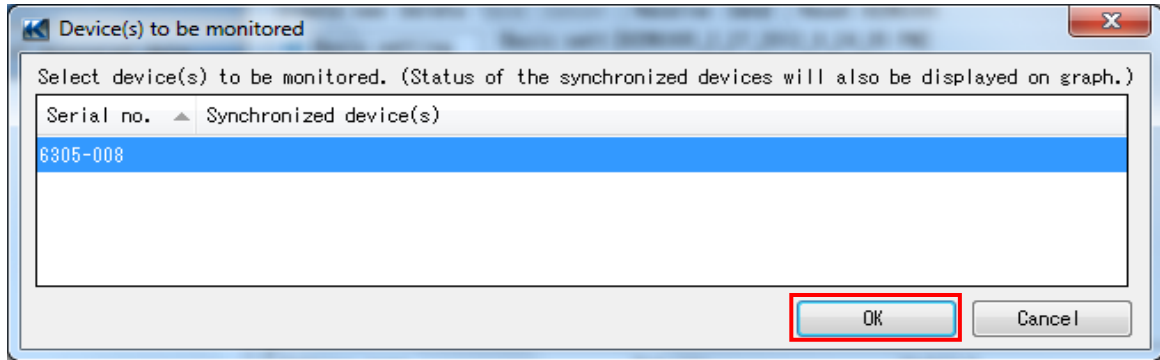 Device(s) to be monitored
Select device(s) to be monitored. (Status of the synchronized devices will also be displayed on graph.)
Serial no. Synchronized device(s)
6305-008
OK Cancel